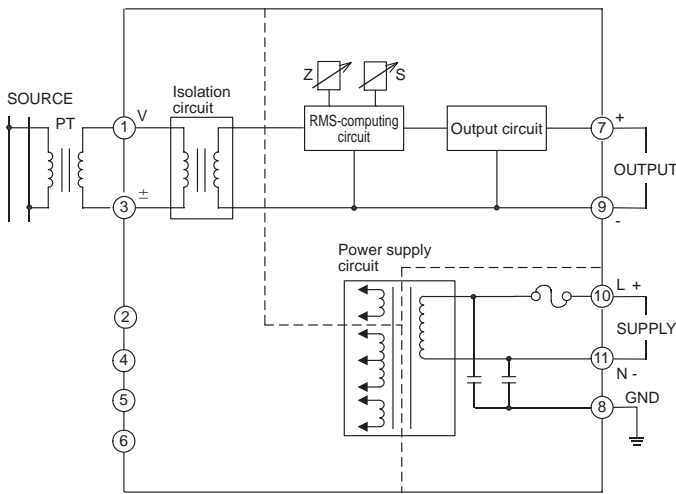 SOURCE
PT
1
V
3
±
Isolation
circuit
Z
S
RMS-computing
circuit
Output circuit
7
+
OUTPUT
9
-
Power supply
circuit
10
L +
SUPPLY
11
N -
8
GND
2
4
5
6